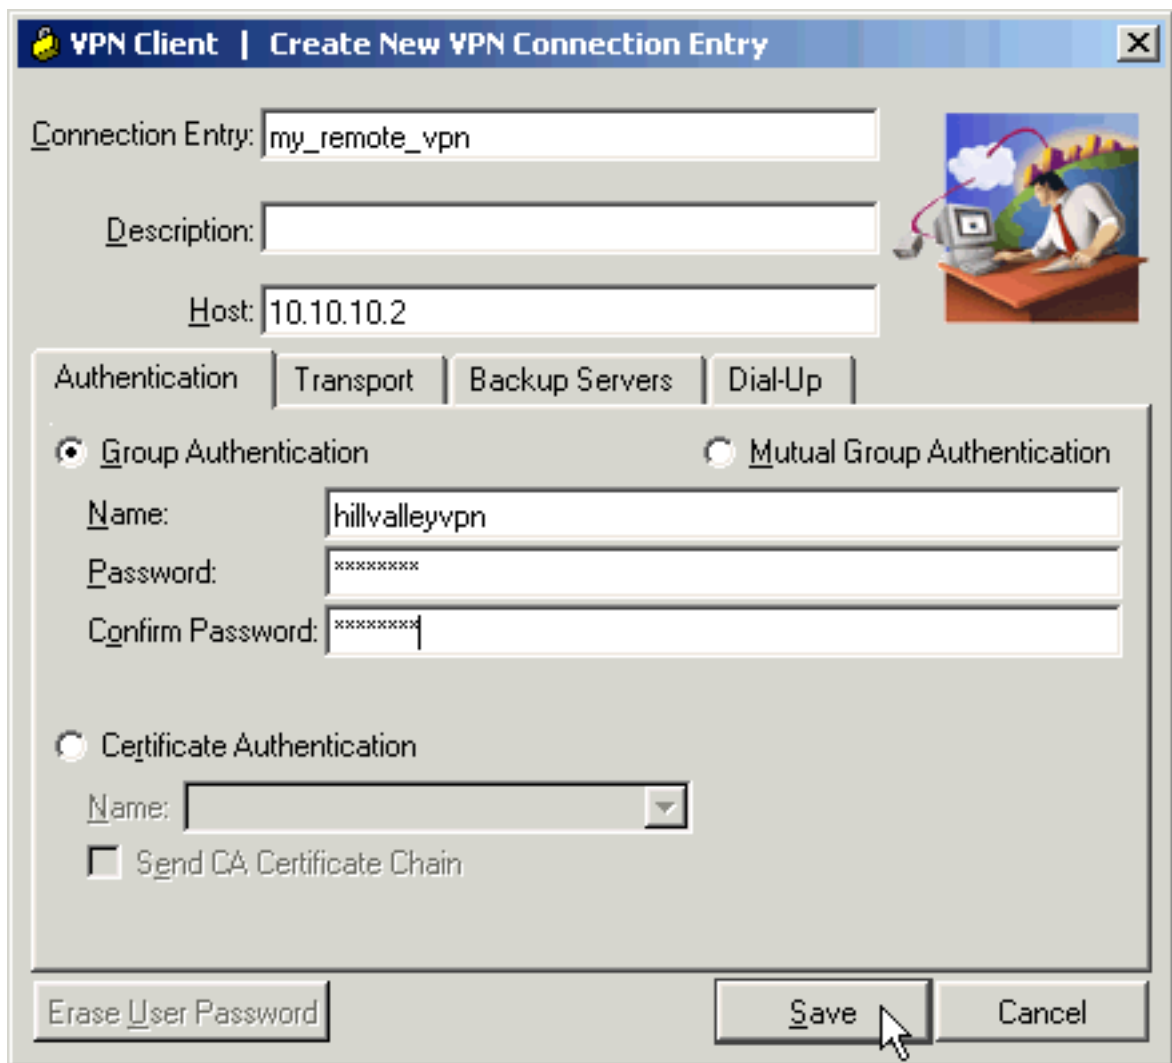 VPN Client | Create New VPN Connection Entry
Connection Entry: my_remote_vpn
Description:
Host: 10.10.10.2
Authentication Transport Backup Servers Dial-Up
Group Authentication Mutual Group Authentication
Name: hillvalleyvpn
Password: ********
Confirm Password: ********
Certificate Authentication
Name:
Send CA Certificate Chain
Erase User Password Save Cancel